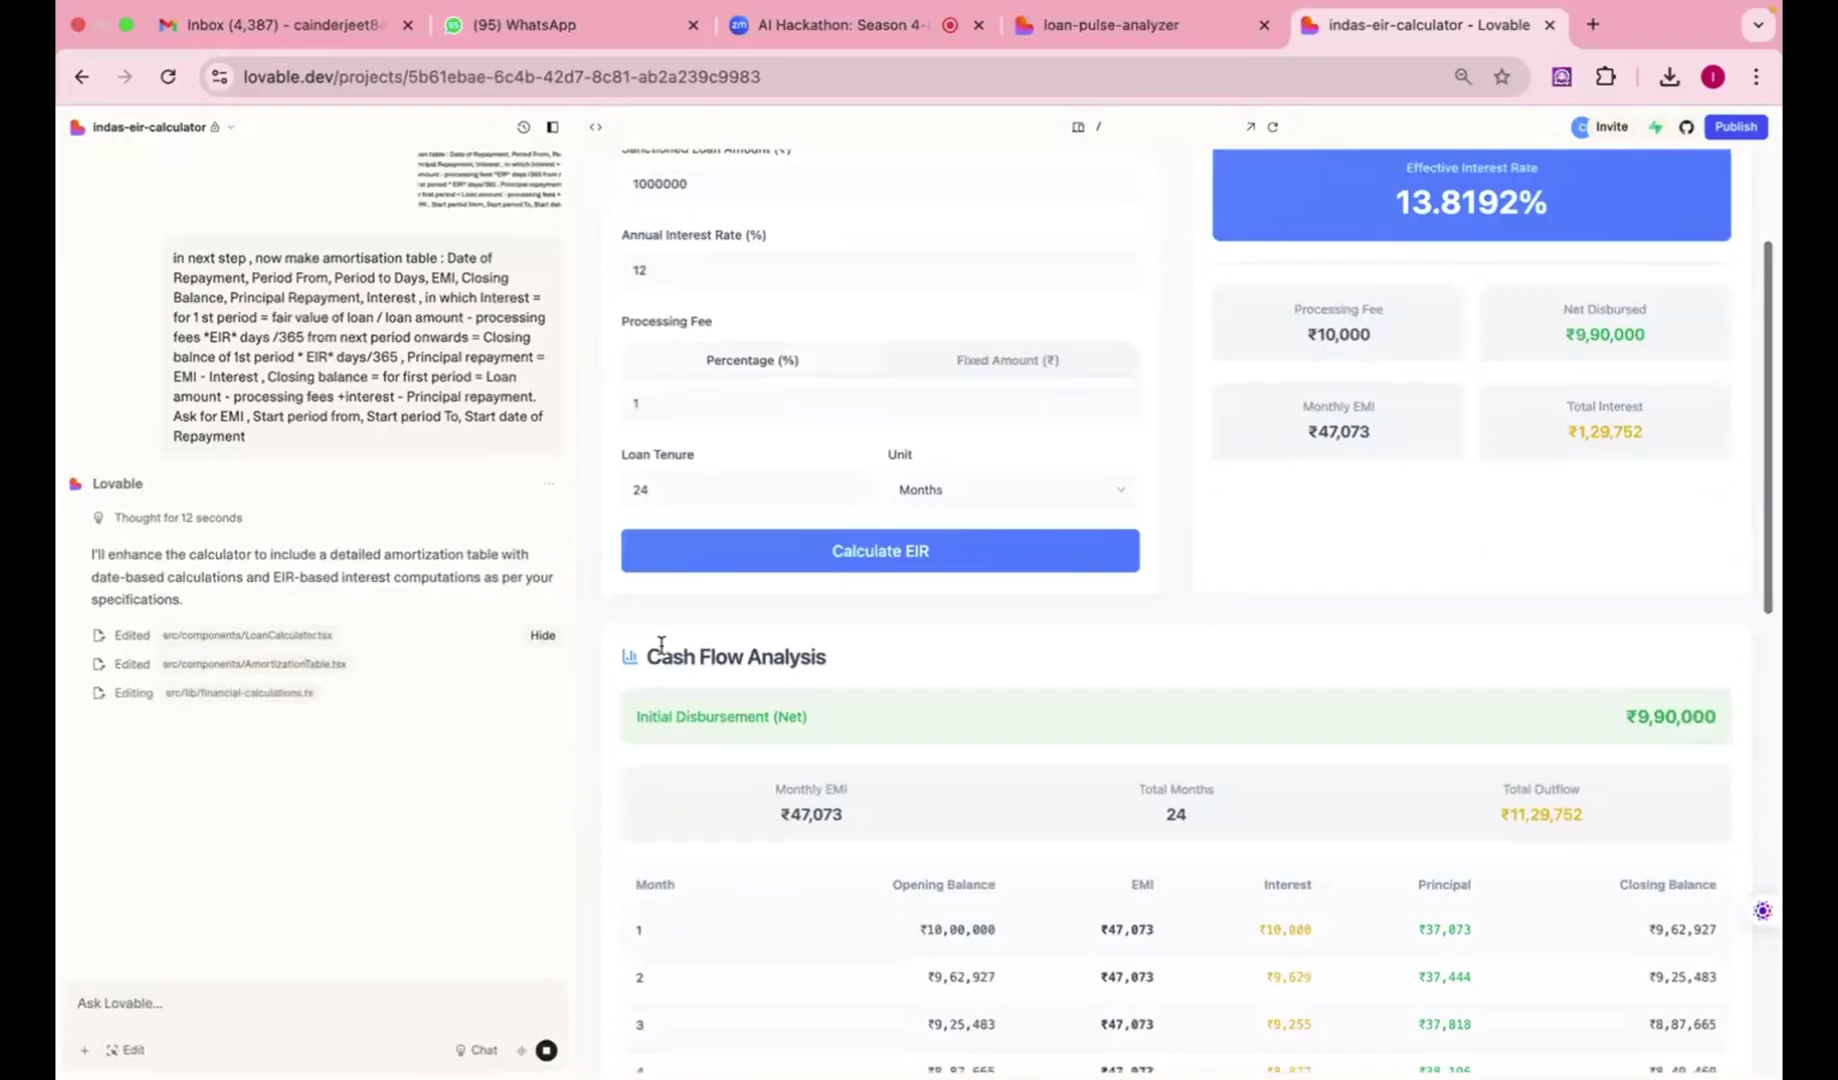 Inbox (4,387) - cainderjeet8
(95) WhatsApp
zm
AI Hackathon: Season 4-
loan-pulse-analyzer
indas-eir-calculator - Lovable
lovable.dev/projects/5b61ebae-6c4b-42d7-8c81-ab2a239c9983
I
indas-eir-calculator
/
C
Invite
Publish
in next step , now make amortisation table : Date of
Repayment, Period From, Period to Days, EMI, Closing
Balance, Principal Repayment, Interest , in which Interest =
for 1 st period = fair value of loan / loan amount - processing
fees *EIR* days /365 from next period onwards = Closing
balnce of 1st period * EIR* days/365 , Principal repayment =
EMI - Interest , Closing balance = for first period = Loan
amount - processing fees +interest - Principal repayment.
Ask for EMI , Start period from, Start period To, Start date of
Repayment
Lovable
Thought for 12 seconds
I'll enhance the calculator to include a detailed amortization table with
date-based calculations and EIR-based interest computations as per your
specifications.
Edited src/components/LoanCalculator.tsx
Hide
Edited src/components/AmortizationTable.tsx
Editing src/lib/financial-calculations.ts
Ask Lovable...
Edit
Chat
Sanctioned Loan Amount (₹)
1000000
Annual Interest Rate (%)
12
Processing Fee
Percentage (%)
Fixed Amount (₹)
1
Loan Tenure
Unit
24
Months
Calculate EIR
Effective Interest Rate
13.8192%
Processing Fee
₹10,000
Net Disbursed
₹9,90,000
Monthly EMI
₹47,073
Total Interest
₹1,29,752
Cash Flow Analysis
Initial Disbursement (Net)
₹9,90,000
Monthly EMI
₹47,073
Total Months
24
Total Outflow
₹11,29,752
Month Opening Balance EMI Interest Principal Closing Balance
1 ₹10,00,000 ₹47,073 ₹10,000 ₹37,073 ₹9,62,927
2 ₹9,62,927 ₹47,073 ₹9,629 ₹37,444 ₹9,25,483
3 ₹9,25,483 ₹47,073 ₹9,255 ₹37,818 ₹8,87,665